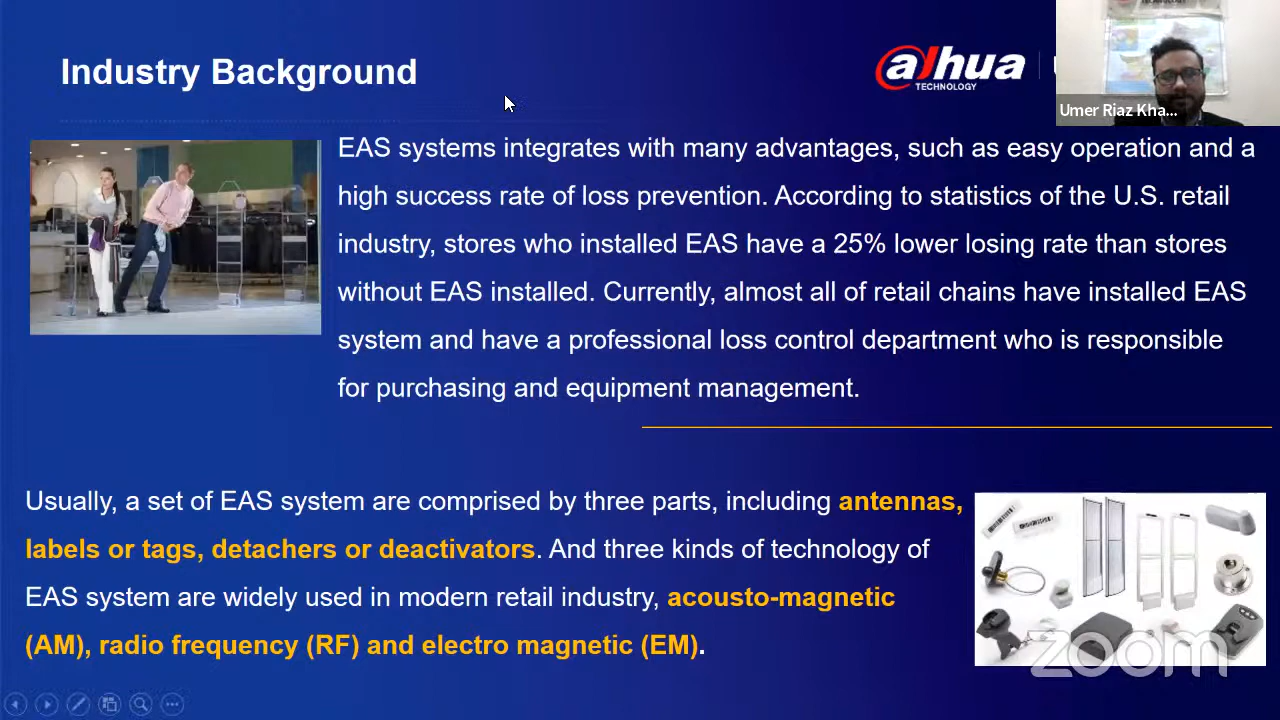 Industry Background
alhua
TECHNOLOGY
Umer Riaz Kha...
EAS systems integrates with many advantages, such as easy operation and a
high success rate of loss prevention. According to statistics of the U.S. retail
industry, stores who installed EAS have a 25% lower losing rate than stores
without EAS installed. Currently, almost all of retail chains have installed EAS
system and have a professional loss control department who is responsible
for purchasing and equipment management.
Usually, a set of EAS system are comprised by three parts, including antennas,
labels or tags, detachers or deactivators. And three kinds of technology of
EAS system are widely used in modern retail industry, acousto-magnetic
(AM), radio frequency (RF) and electro magnetic (EM).
zoom